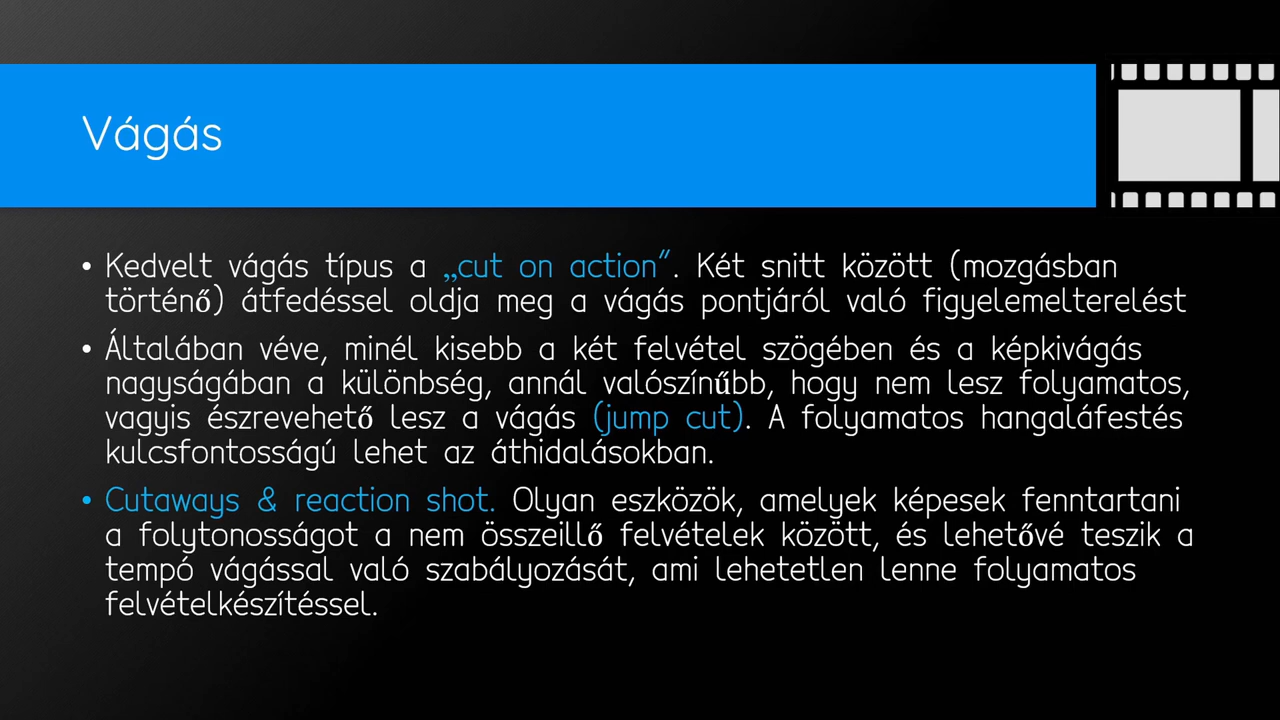 Vágás
• Kedvelt vágás típus a „cut on action”. Két snitt között (mozgásban
történő) átfedéssel oldja meg a vágás pontjáról való figyelemelterelést
• Általában véve, minél kisebb a két felvétel szögében és a képkivágás
nagyságában a különbség, annál valószínűbb, hogy nem lesz folyamatos,
vagyis észrevehető lesz a vágás (jump cut). A folyamatos hangaláfestés
kulcsfontosságú lehet az áthidalásokban.
• Cutaways & reaction shot. Olyan eszközök, amelyek képesek fenntartani
a folytonosságot a nem összeillő felvételek között, és lehetővé teszik a
tempó vágással való szabályozását, ami lehetetlen lenne folyamatos
felvételkészítéssel.